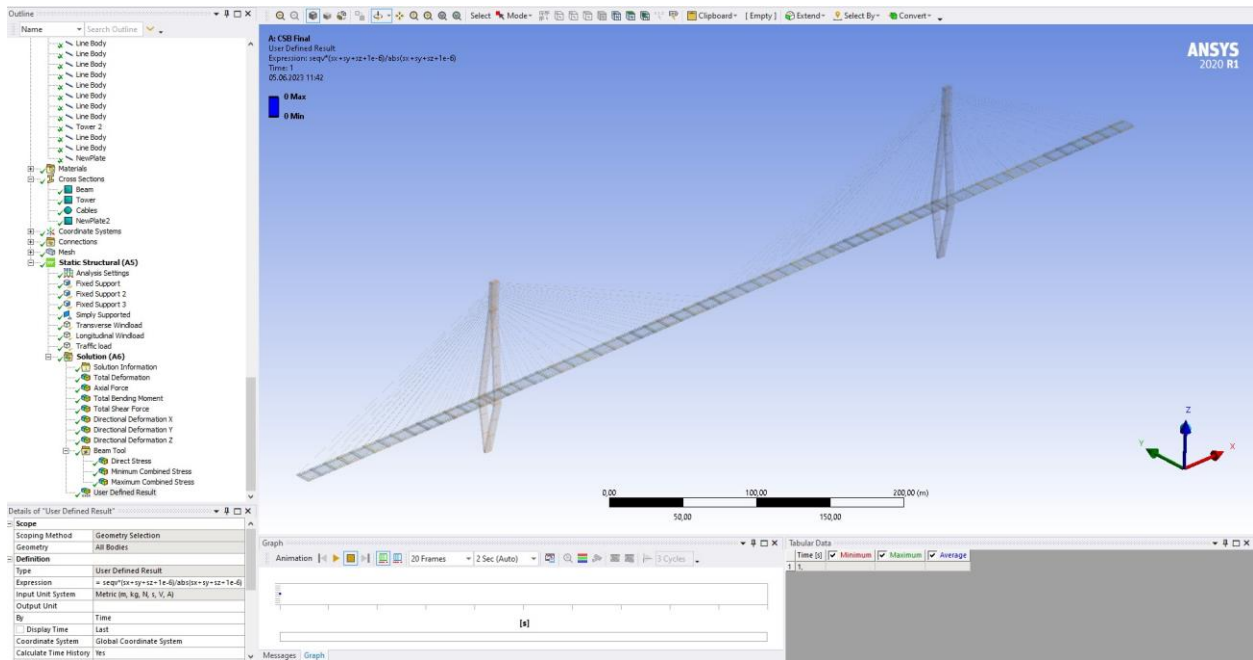 Outline
Name
Search Outline
Line Body
Line Body
Line Body
Line Body
Line Body
Line Body
Line Body
Line Body
Tower 2
Line Body
Line Body
NewPlate
Materials
Cross Sections
Beam
Tower
Cables
NewPlate2
Coordinate Systems
Connections
Mesh
Static Structural (A5)
Analysis Settings
Fixed Support
Fixed Support 2
Fixed Support 3
Simply Supported
Transverse Windload
Longitudinal Windload
Traffic load
Solution (A6)
Solution Information
Total Deformation
Axial Force
Total Bending Moment
Total Shear Force
Directional Deformation X
Directional Deformation Y
Directional Deformation Z
Beam Tool
Direct Stress
Minimum Combined Stress
Maximum Combined Stress
User Defined Result
Details of "User Defined Result"
Scope
Scoping Method Geometry Selection
Geometry All Bodies
Definition
Type User Defined Result
Expression = seqv*(sx+sy+sz+1e-6)/abs(sx+sy+sz+1e-6)
Input Unit System Metric (m, kg, N, s, V, A)
Output Unit
By Time
Display Time Last
Coordinate System Global Coordinate System
Calculate Time History Yes
Select Mode Clipboard [ Empty ] Extend Select By Convert
A: CSB Final
User Defined Result
Expression: seqv*(sx+sy+sz+1e-6)/abs(sx+sy+sz+1e-6)
Time: 1
05.06.2023 11:42
0 Max
0 Min
ANSYS
2020 R1
Z
Y
X
0,00 100,00 200,00 (m)
50,00 150,00
Graph
Animation 20 Frames 2 Sec (Auto) 3 Cycles
[s]
Messages Graph
Tabular Data
Time [s] Minimum Maximum Average
1 1,